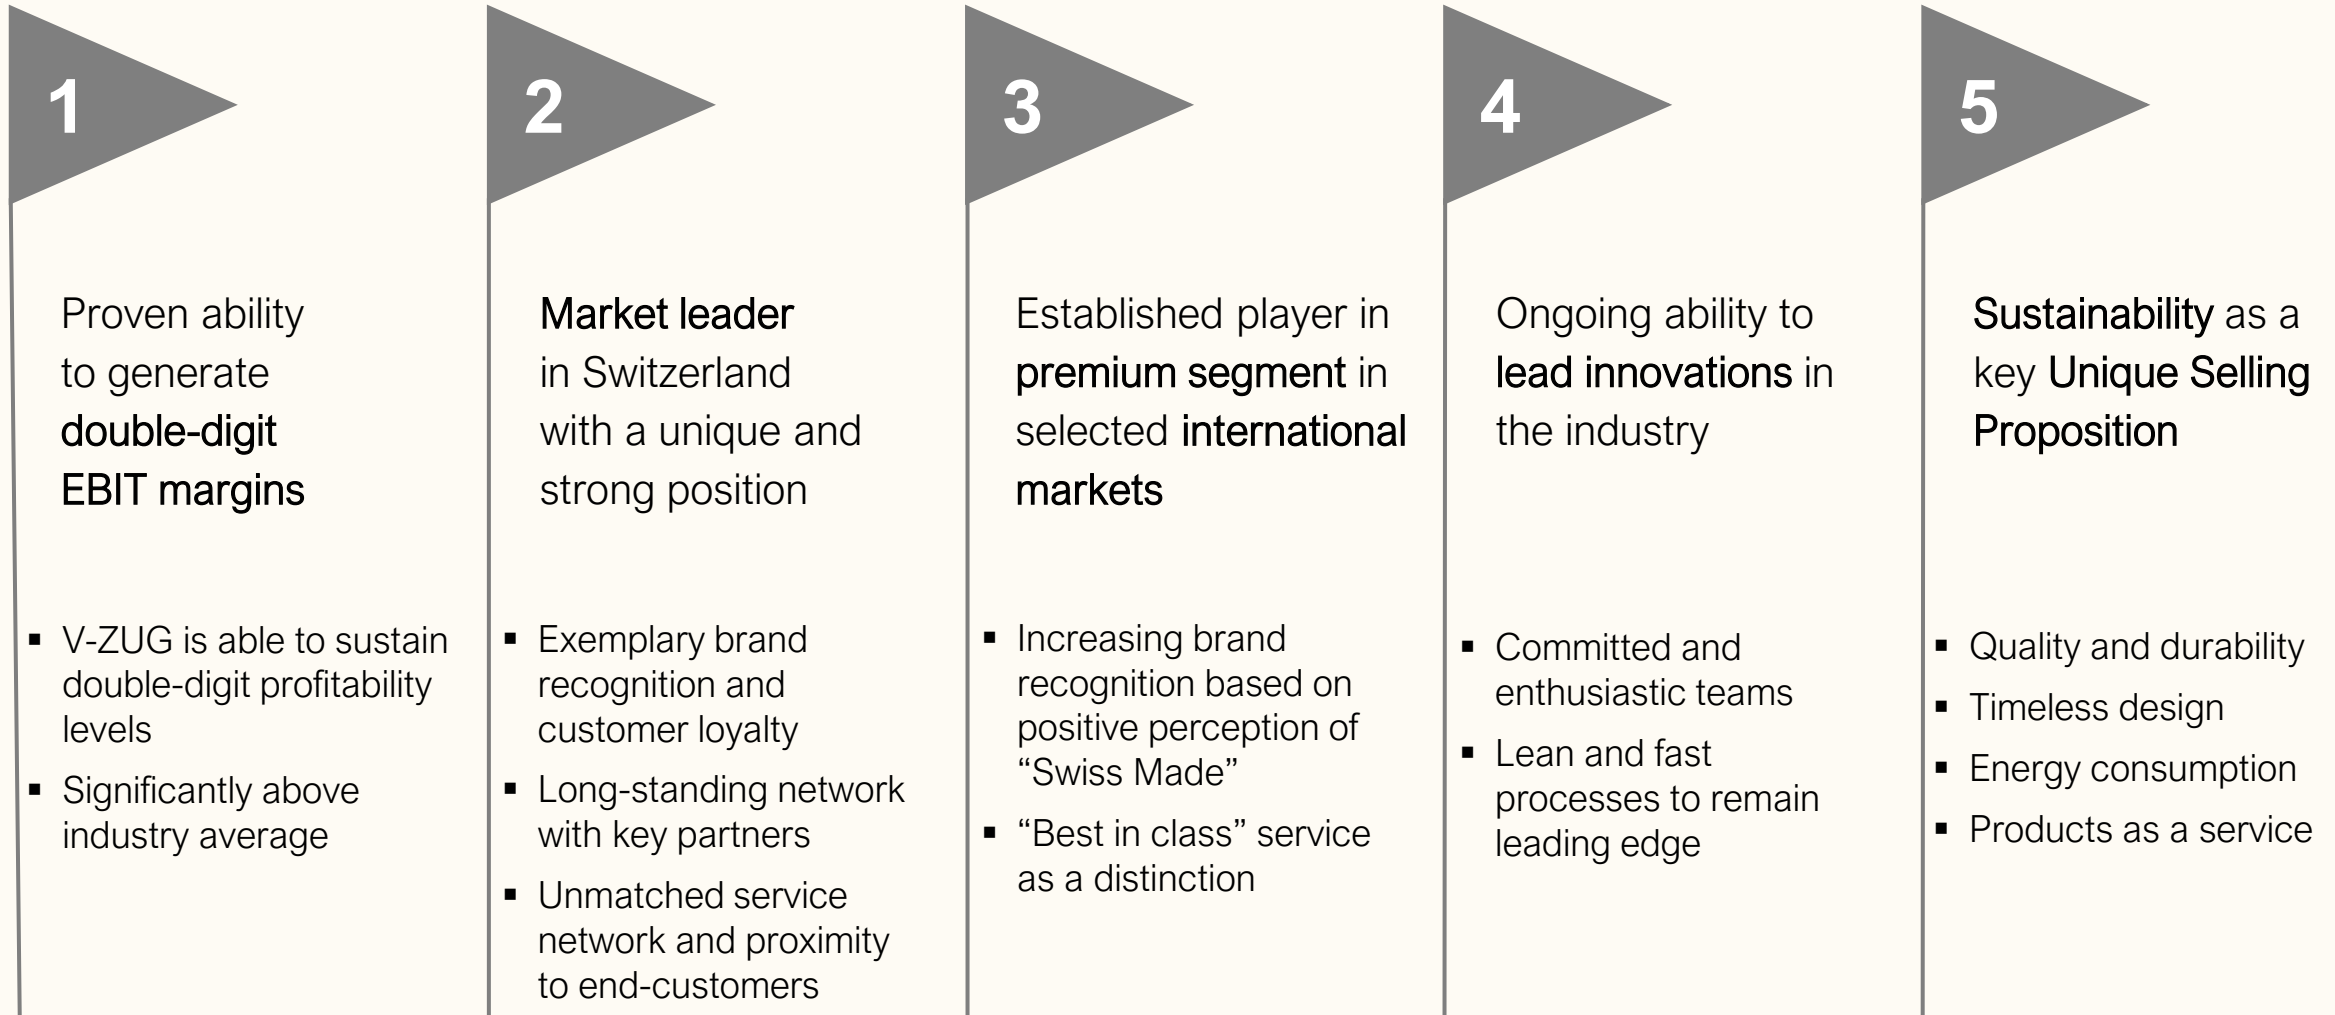 1
Proven ability
to generate
double-digit
EBIT margins
▪ V-ZUG is able to sustain
double-digit profitability
levels
▪ Significantly above
industry average
2
Market leader
in Switzerland
with a unique and
strong position
▪ Exemplary brand
recognition and
customer loyalty
▪ Long-standing network
with key partners
▪ Unmatched service
network and proximity
to end-customers
3
Established player in
premium segment in
selected international
markets
▪ Increasing brand
recognition based on
positive perception of
“Swiss Made”
▪ “Best in class” service
as a distinction
4
Ongoing ability to
lead innovations in
the industry
▪ Committed and
enthusiastic teams
▪ Lean and fast
processes to remain
leading edge
5
Sustainability as a
key Unique Selling
Proposition
▪ Quality and durability
▪ Timeless design
▪ Energy consumption
▪ Products as a service